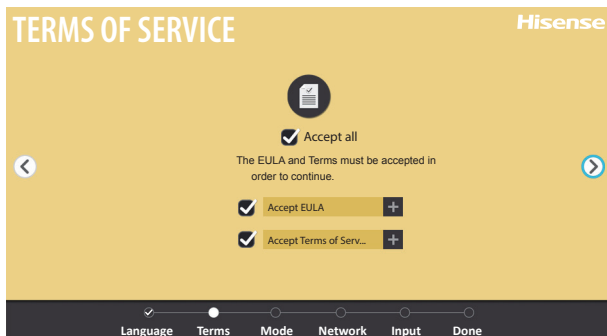 TERMS OF SERVICE
Hisense
Accept all
The EULA and Terms must be accepted in
order to continue.
Accept EULA
Accept Terms of Serv...
Language Terms Mode Network Input Done